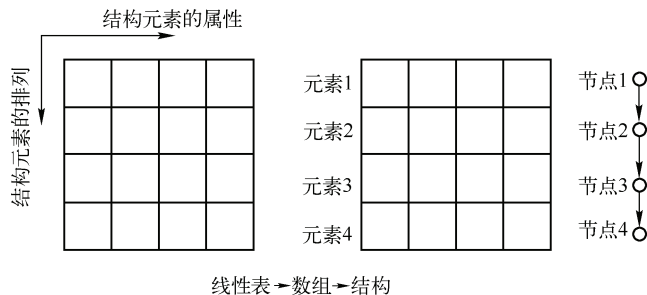 结构元素的属性
结构元素的排列
元素1
元素2
元素3
元素4
节点1
节点2
节点3
节点4
线性表→数组→结构